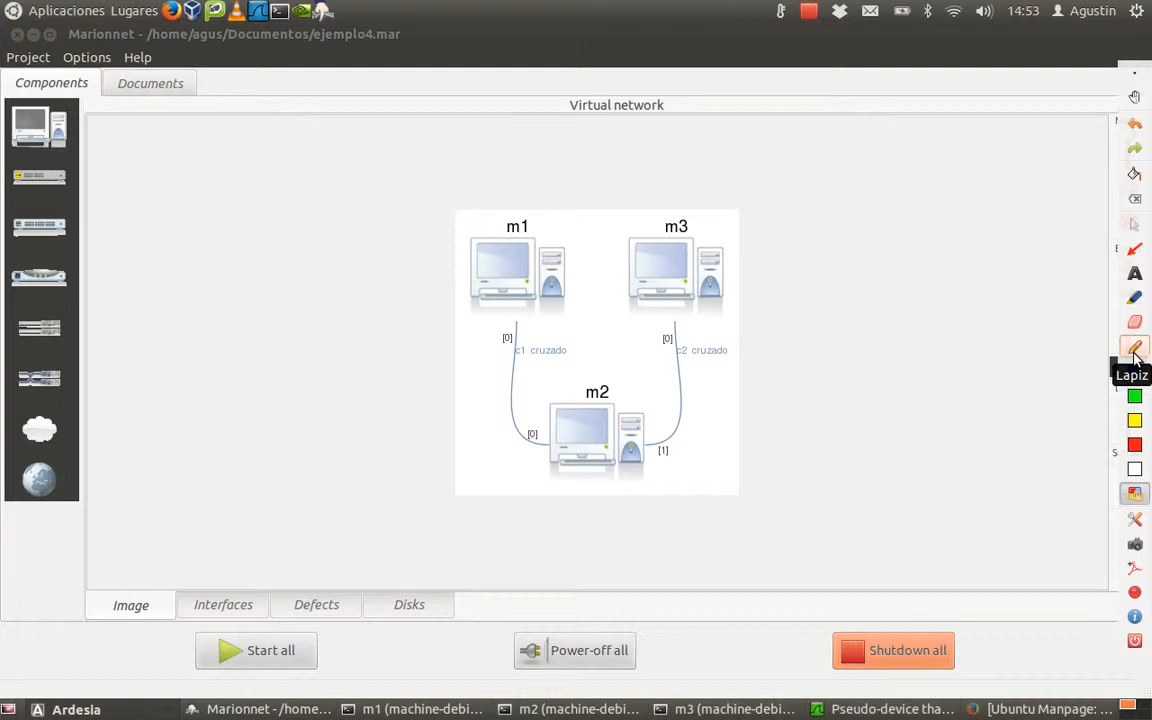 Aplicaciones Lugares 14:53 Agustin
Marionnet - /home/agus/Documentos/ejemplo4.mar
Project Options Help
Components Documents
Virtual network
m1 m3
[0] [0]
c1 cruzado c2 cruzado
Lapiz
m2
[0]
[1]
Image Interfaces Defects Disks
Start all Power-off all Shutdown all
Ardesia Marionnet - /home... m1 (machine-debi... m2 (machine-debi... m3 (machine-debi... Pseudo-device tha... [Ubuntu Manpage: ...